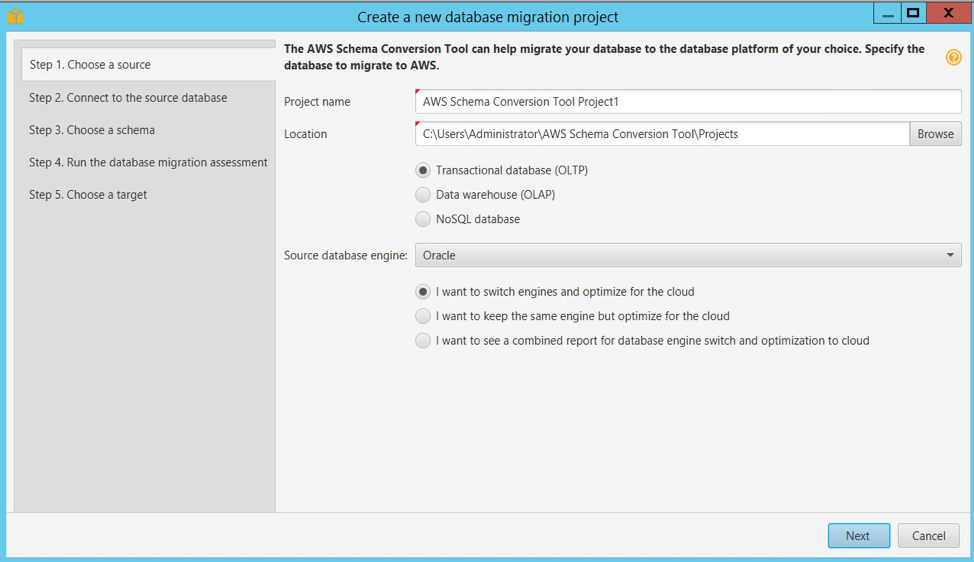 Create a new database migration project
Step 1. Choose a source
Step 2. Connect to the source database
Step 3. Choose a schema
Step 4. Run the database migration assessment
Step 5. Choose a target
The AWS Schema Conversion Tool can help migrate your database to the database platform of your choice. Specify the
database to migrate to AWS.
?
Project name
AWS Schema Conversion Tool Project1
Location
C:\Users\Administrator\AWS Schema Conversion Tool\Projects
Browse
Transactional database (OLTP)
Data warehouse (OLAP)
NoSQL database
Source database engine:
Oracle
I want to switch engines and optimize for the cloud
I want to keep the same engine but optimize for the cloud
I want to see a combined report for database engine switch and optimization to cloud
Next
Cancel